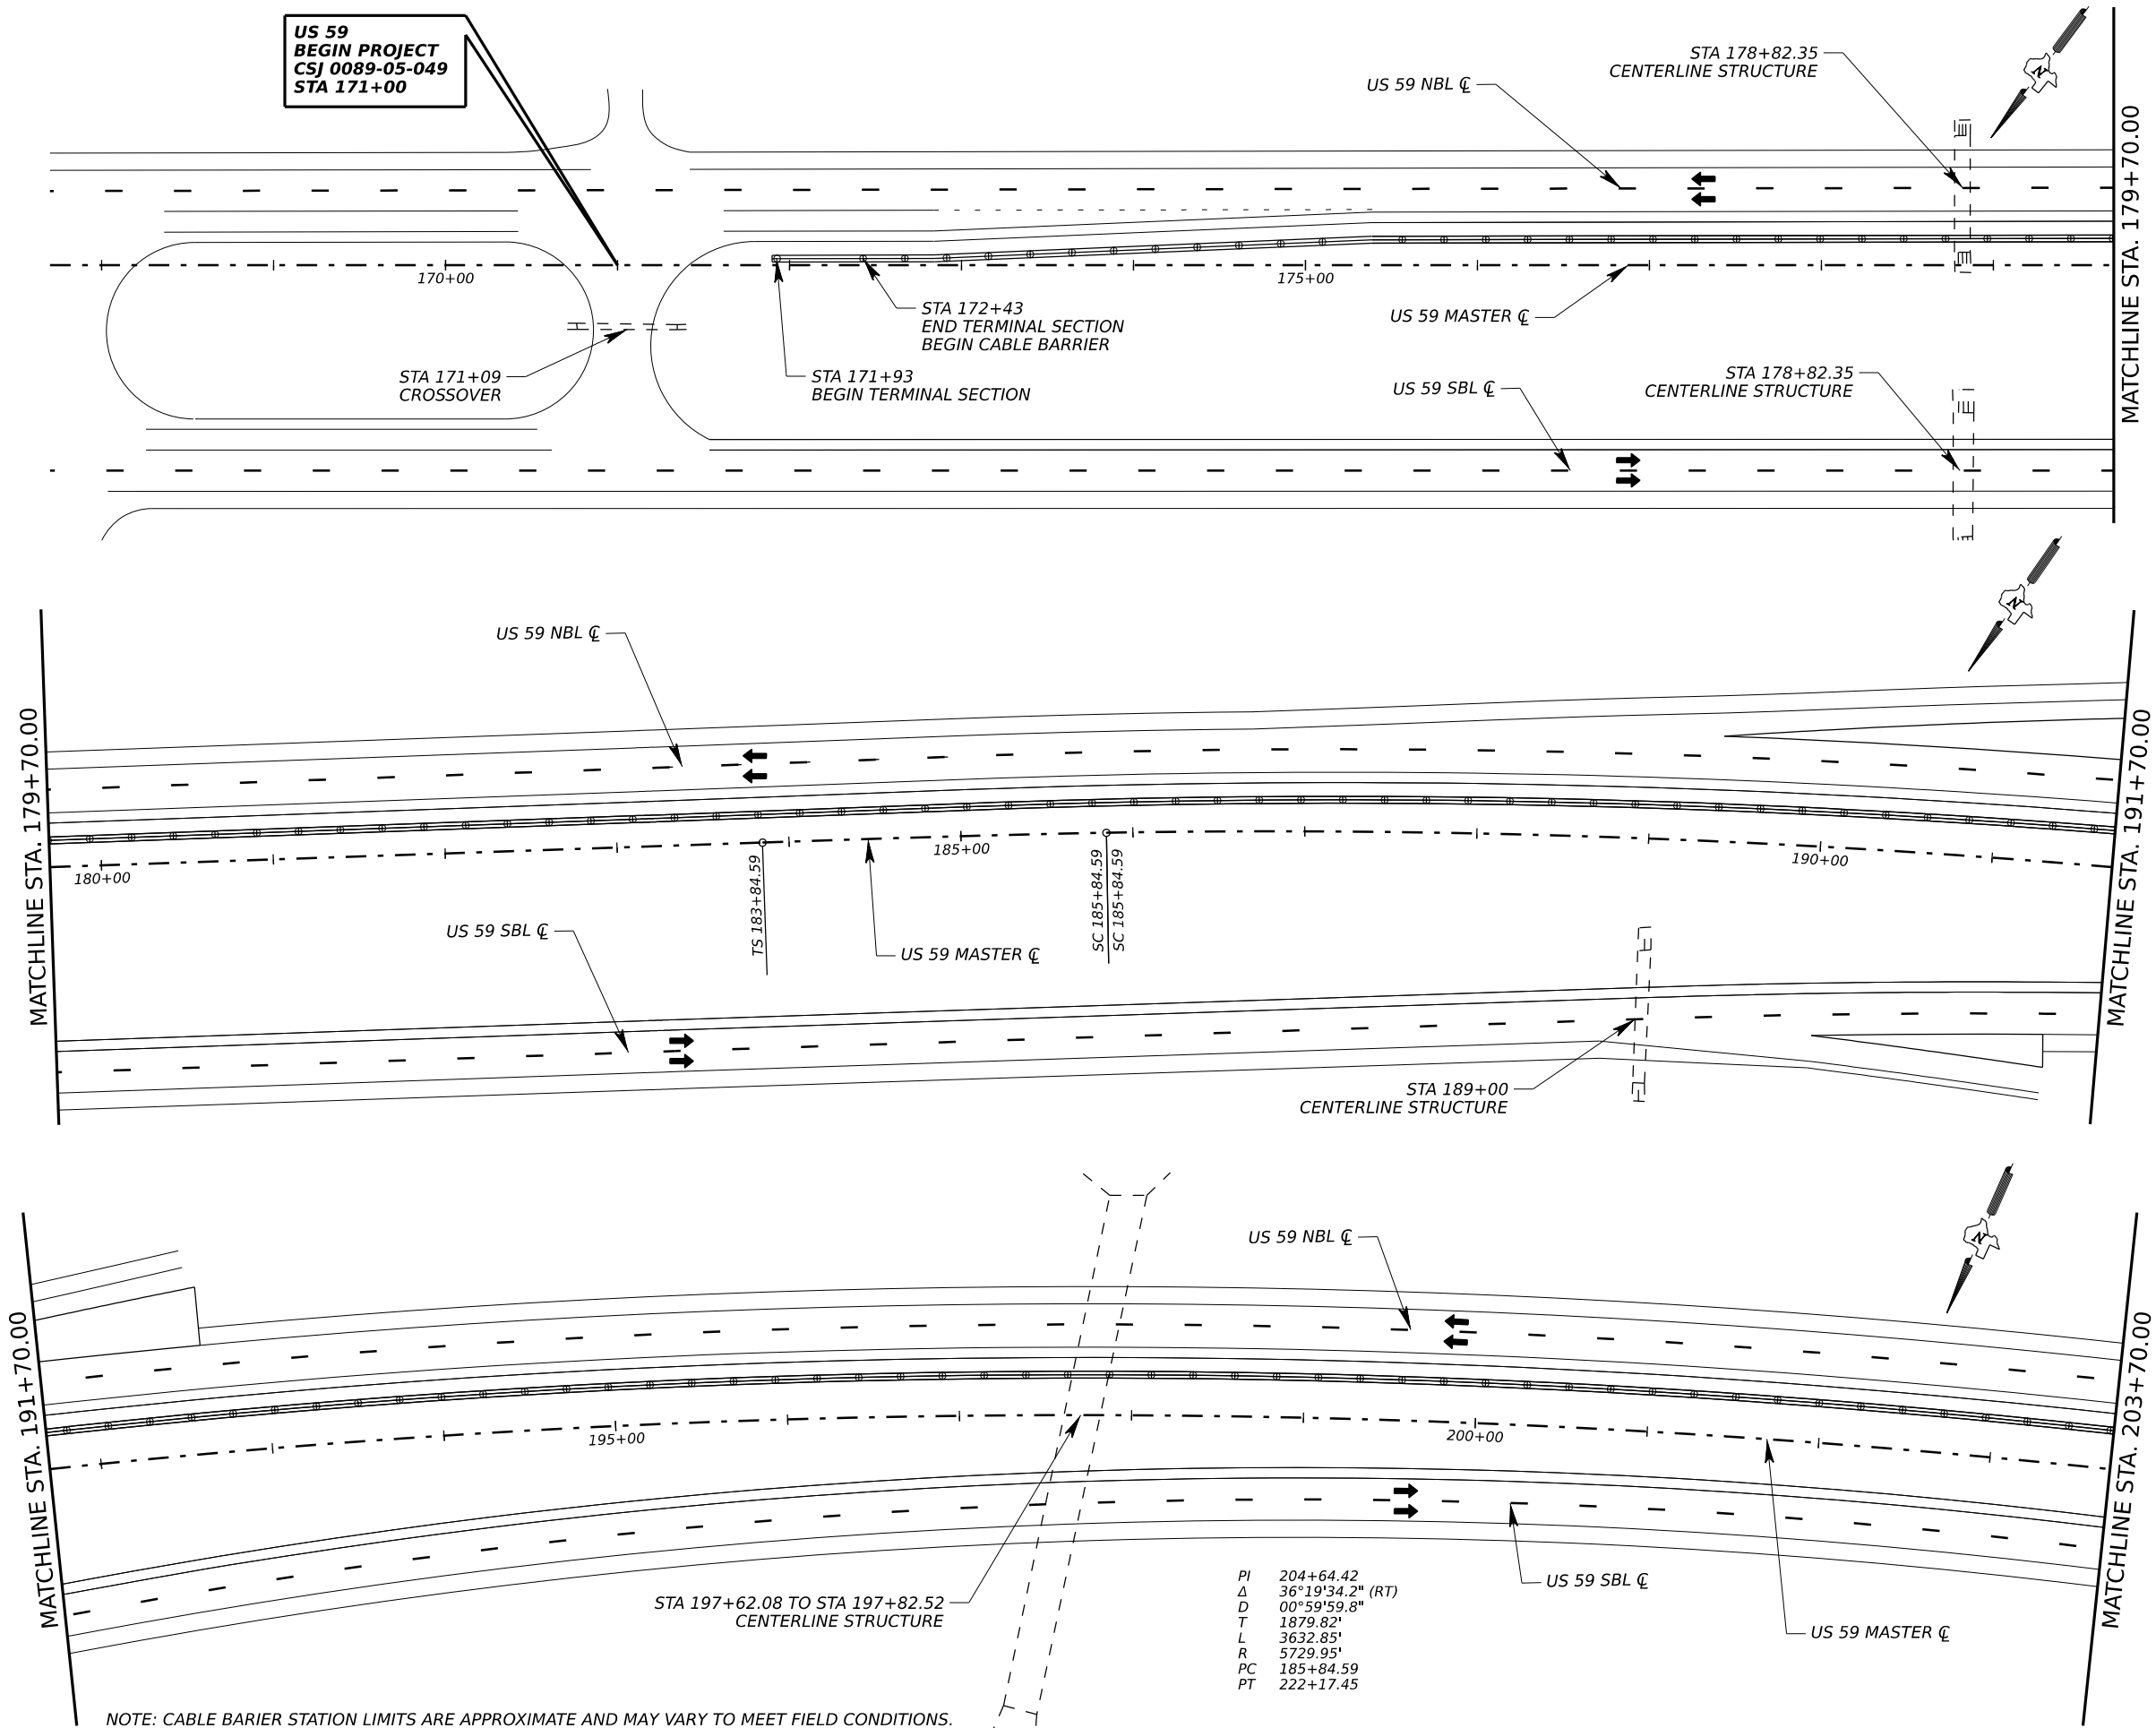 US 59
BEGIN PROJECT
CSJ 0089-05-049
STA 171+00
US 59 NBL ℄
STA 178+82.35
CENTERLINE STRUCTURE
N
MATCHLINE STA. 179+70.00
170+00
175+00
STA 172+43
END TERMINAL SECTION
BEGIN CABLE BARRIER
US 59 MASTER ℄
STA 171+09
CROSSOVER
STA 171+93
BEGIN TERMINAL SECTION
US 59 SBL ℄
STA 178+82.35
CENTERLINE STRUCTURE
N
US 59 NBL ℄
MATCHLINE STA. 179+70.00
MATCHLINE STA. 191+70.00
180+00
185+00
190+00
TS 183+84.59
SC 185+84.59
SC 185+84.59
US 59 SBL ℄
US 59 MASTER ℄
STA 189+00
CENTERLINE STRUCTURE
N
US 59 NBL ℄
MATCHLINE STA. 191+70.00
MATCHLINE STA. 203+70.00
195+00
200+00
STA 197+62.08 TO STA 197+82.52
CENTERLINE STRUCTURE
PI 204+64.42
Δ 36°19'34.2" (RT)
D 00°59'59.8"
T 1879.82'
L 3632.85'
R 5729.95'
PC 185+84.59
PT 222+17.45
US 59 SBL ℄
US 59 MASTER ℄
NOTE: CABLE BARIER STATION LIMITS ARE APPROXIMATE AND MAY VARY TO MEET FIELD CONDITIONS.